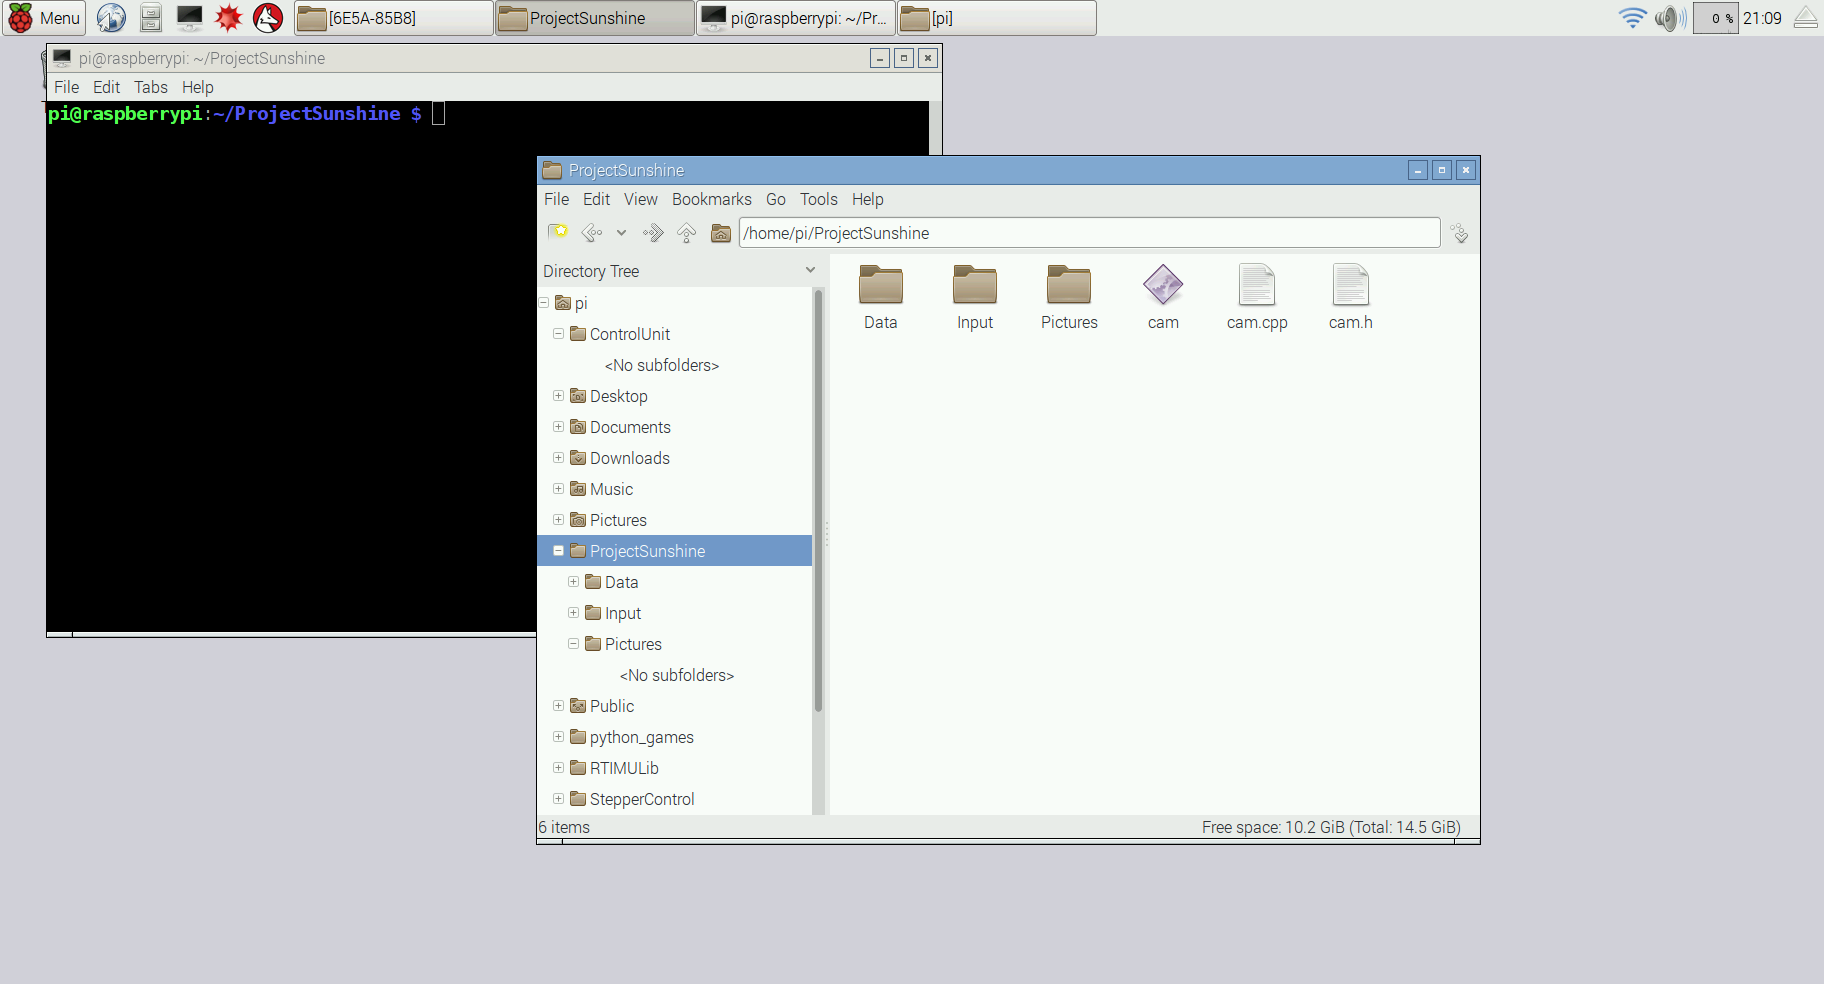 Menu [6E5A-85B8] ProjectSunshine pi@raspberrypi: ~/Pr... [pi] 0 % 21:09
pi@raspberrypi: ~/ProjectSunshine
File Edit Tabs Help
pi@raspberrypi:~/ProjectSunshine $
ProjectSunshine
File Edit View Bookmarks Go Tools Help
/home/pi/ProjectSunshine
Directory Tree
pi
ControlUnit
<No subfolders>
Desktop
Documents
Downloads
Music
Pictures
ProjectSunshine
Data
Input
Pictures
<No subfolders>
Public
python_games
RTIMULib
StepperControl
Data Input Pictures cam cam.cpp cam.h
6 items Free space: 10.2 GiB (Total: 14.5 GiB)